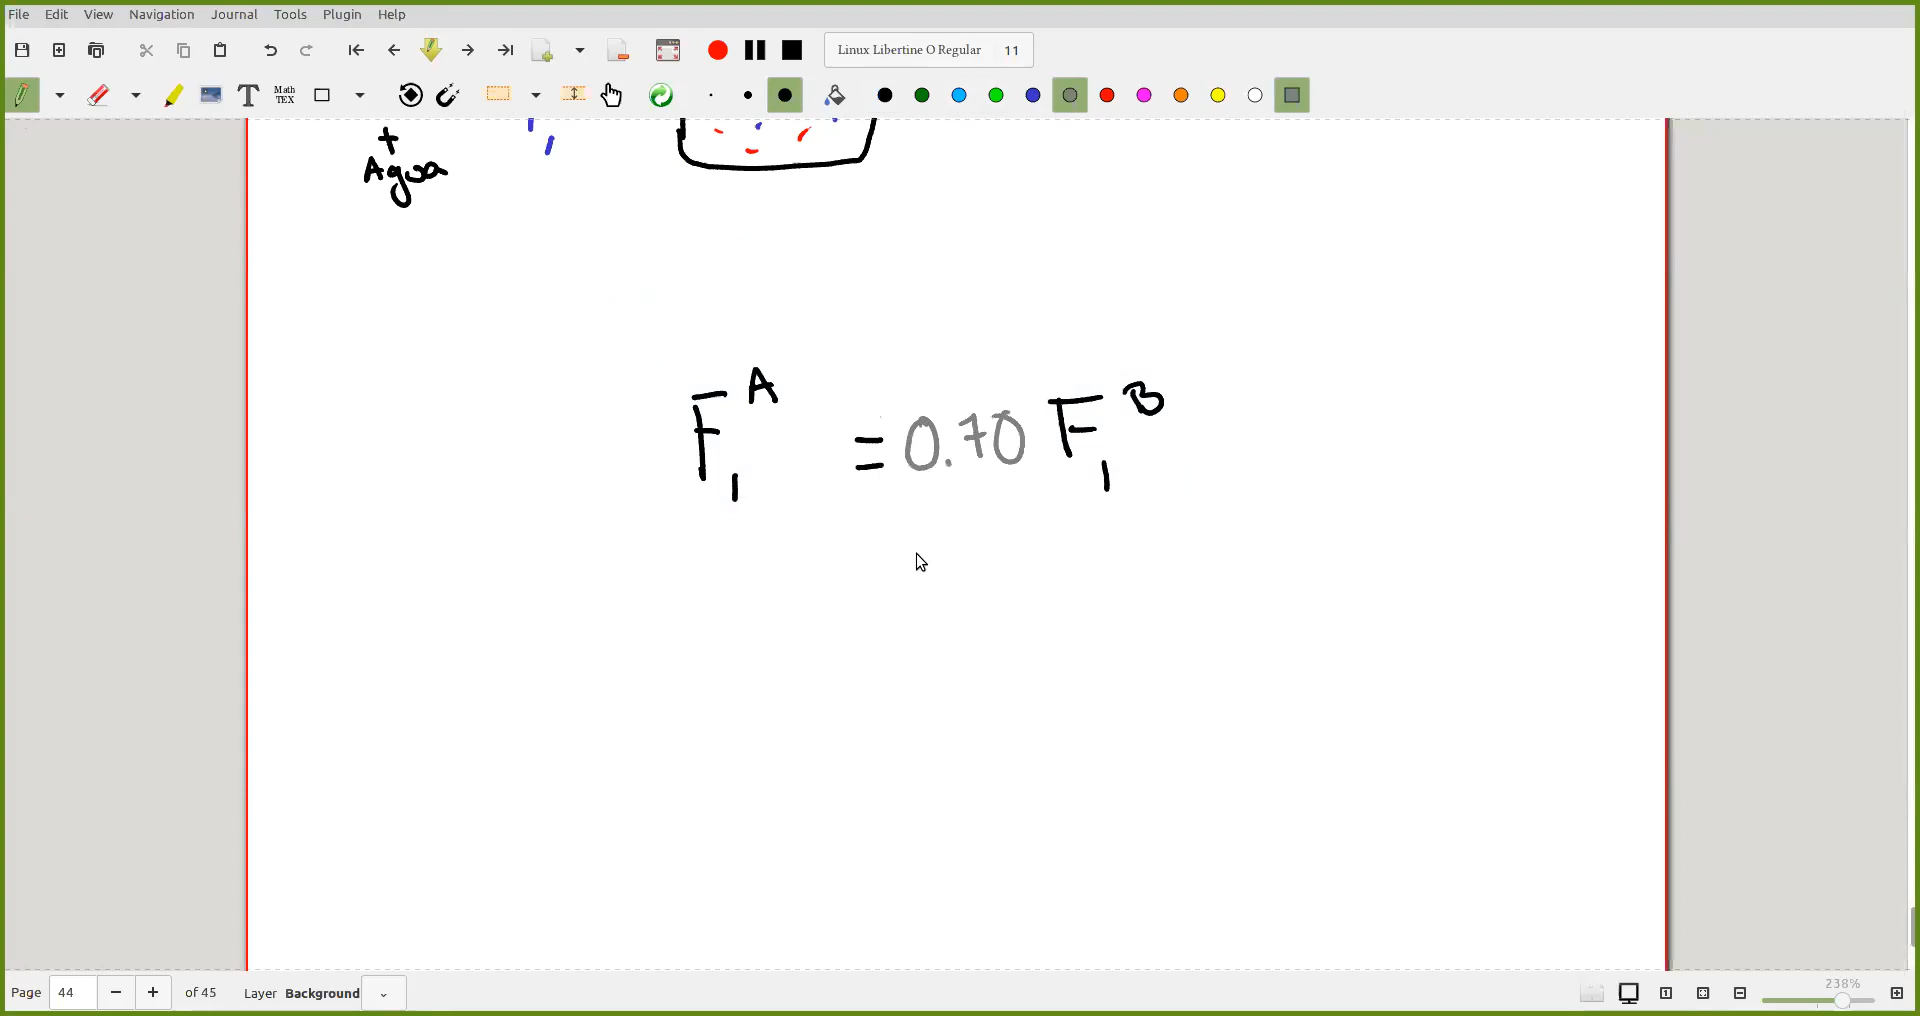 File Edit View Navigation Journal Tools Plugin Help
Linux Libertine O Regular 11
T Math TEX
+
Agua
F₁ᴬ = 0.70 F₁ᴮ
Page 44 of 45 Layer Background 238%